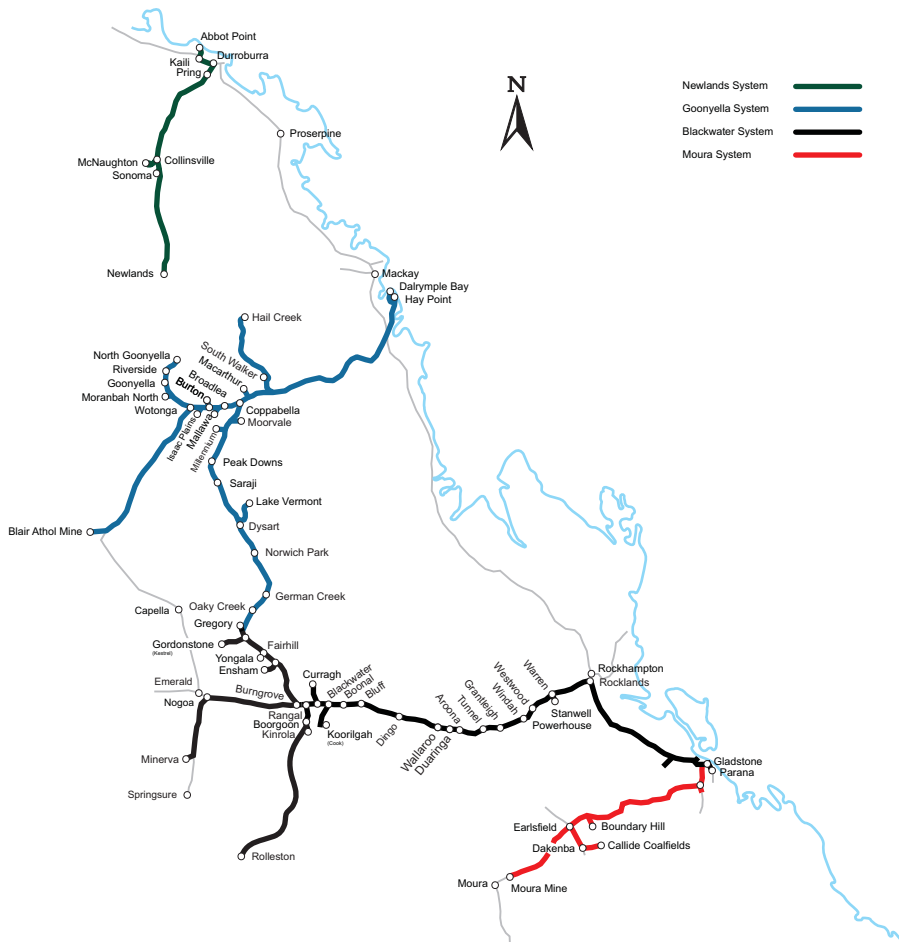 Abbot Point
Kaili
Durroburra
Pring
N
Newlands System
Goonyella System
Blackwater System
Moura System
Proserpine
McNaughton
Collinsville
Sonoma
Newlands
Mackay
Dalrymple Bay
Hay Point
Hail Creek
North Goonyella
South Walker
Riverside
Macarthur
Goonyella
Broadlea
Burton
Moranbah North
Wotonga
Coppabella
Isaac Plains
Mallawa
Moorvale
Millennium
Peak Downs
Saraji
Lake Vermont
Blair Athol Mine
Dysart
Norwich Park
German Creek
Capella
Oaky Creek
Gregory
Gordonstone
(Kestrel)
Fairhill
Yongala
Ensham
Emerald
Nogoa
Burngrove
Curragh
Blackwater
Boonal
Bluff
Rangal
Boorgoon
Kinrola
Koorilgah
(Cook)
Dingo
Wallaroo
Duaringa
Aroona
Tunnel
Grantleigh
Windah
Westwood
Warren
Rockhampton
Rocklands
Stanwell
Powerhouse
Minerva
Springsure
Rolleston
Gladstone
Parana
Earlsfield
Boundary Hill
Dakenba
Callide Coalfields
Moura
Moura Mine